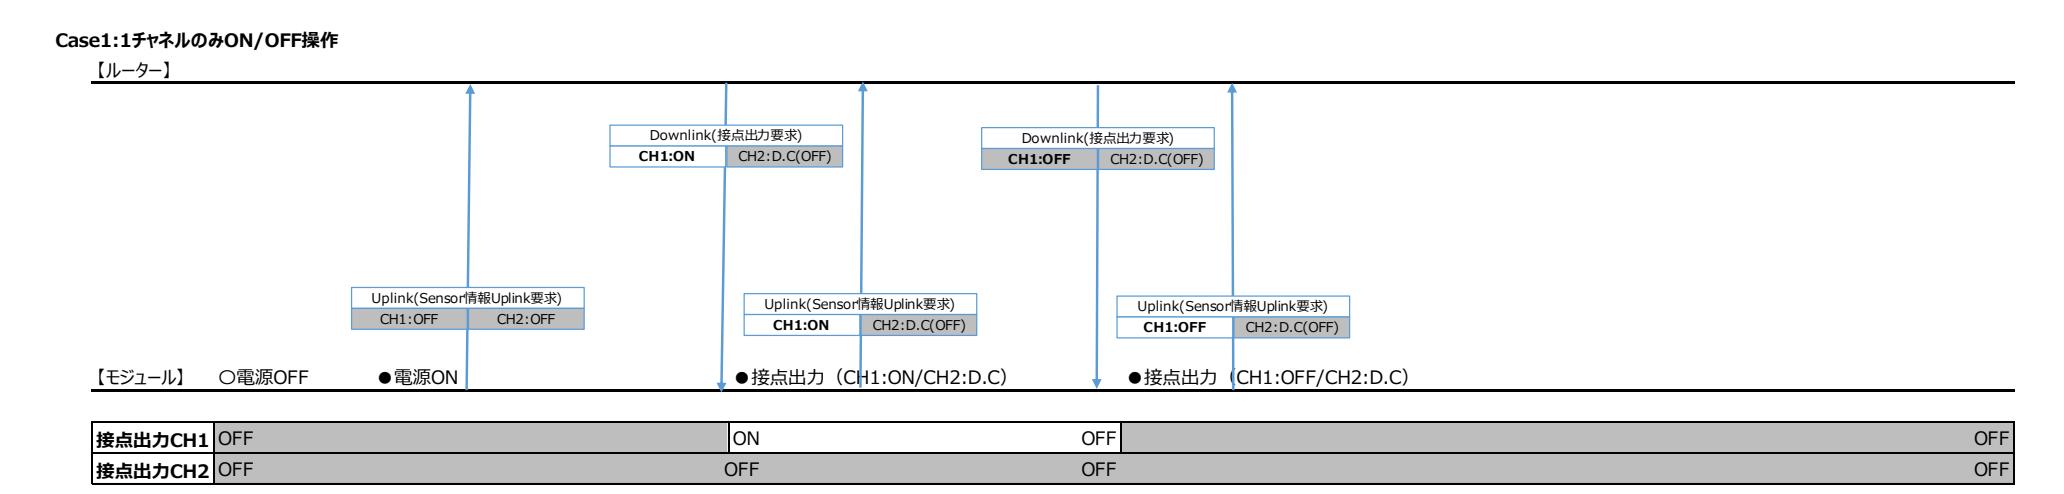 Case1:1チャネルのみON/OFF操作
【ルーター】
Downlink(接点出力要求)
CH1:ON CH2:D.C(OFF)
Downlink(接点出力要求)
CH1:OFF CH2:D.C(OFF)
Uplink(Sensor情報Uplink要求)
CH1:OFF CH2:OFF
Uplink(Sensor情報Uplink要求)
CH1:ON CH2:D.C(OFF)
Uplink(Sensor情報Uplink要求)
CH1:OFF CH2:D.C(OFF)
【モジュール】 〇電源OFF ●電源ON ●接点出力（CH1:ON/CH2:D.C） ●接点出力（CH1:OFF/CH2:D.C）
接点出力CH1 OFF ON OFF OFF
接点出力CH2 OFF OFF OFF OFF